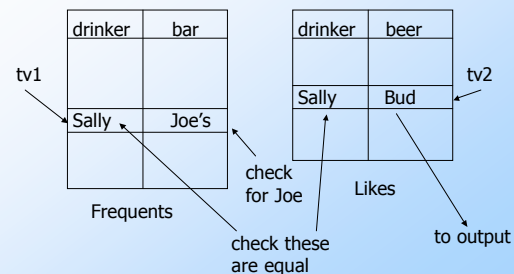 drinker bar
drinker beer
tv1
tv2
Sally Bud
Sally Joe's
check
for Joe
Likes
Frequents
check these
are equal
to output